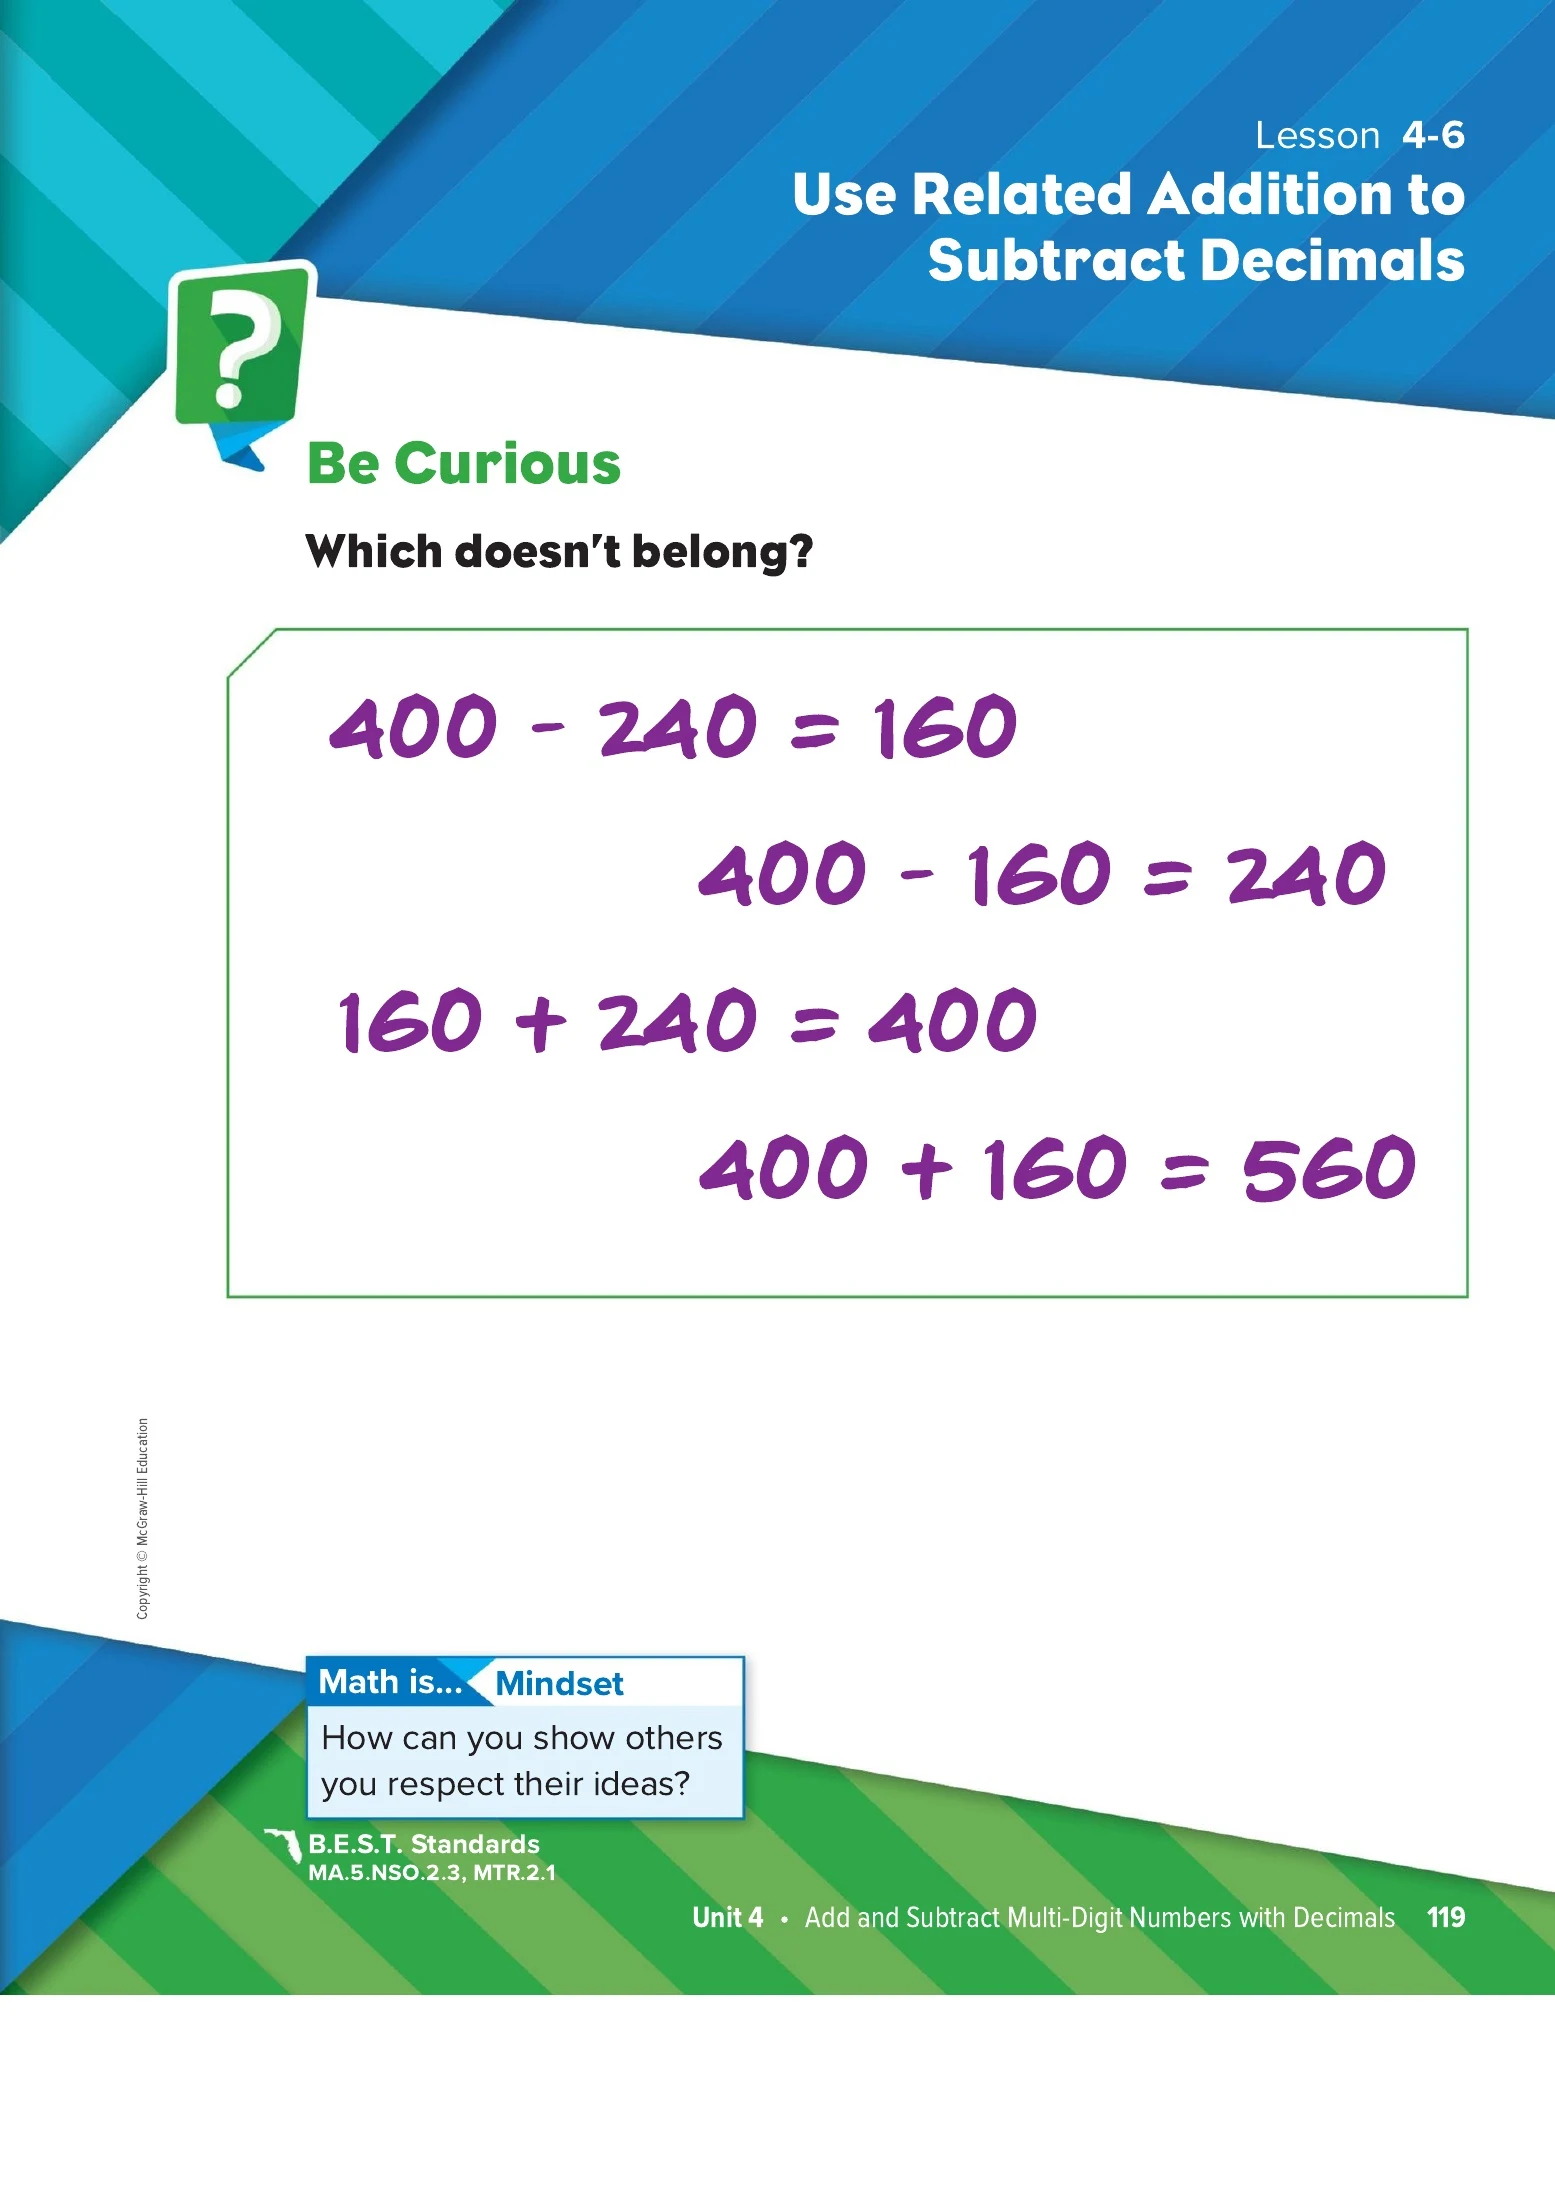 Lesson 4-6
Use Related Addition to
Subtract Decimals
?
Be Curious
Which doesn't belong?
400 - 240 = 160
400 - 160 = 240
160 + 240 = 400
400 + 160 = 560
Copyright © McGraw-Hill Education
Math is... Mindset
How can you show others
you respect their ideas?
B.E.S.T. Standards
MA.5.NSO.2.3, MTR.2.1
Unit 4 • Add and Subtract Multi-Digit Numbers with Decimals 119